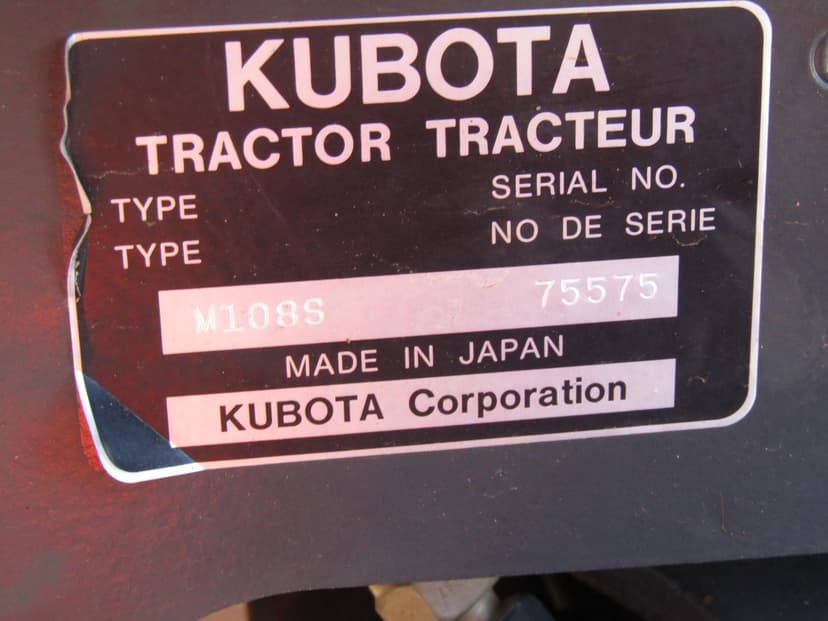 KUBOTA
TRACTOR TRACTEUR
TYPE SERIAL NO.
TYPE NO DE SERIE
M108S 75575
MADE IN JAPAN
KUBOTA Corporation